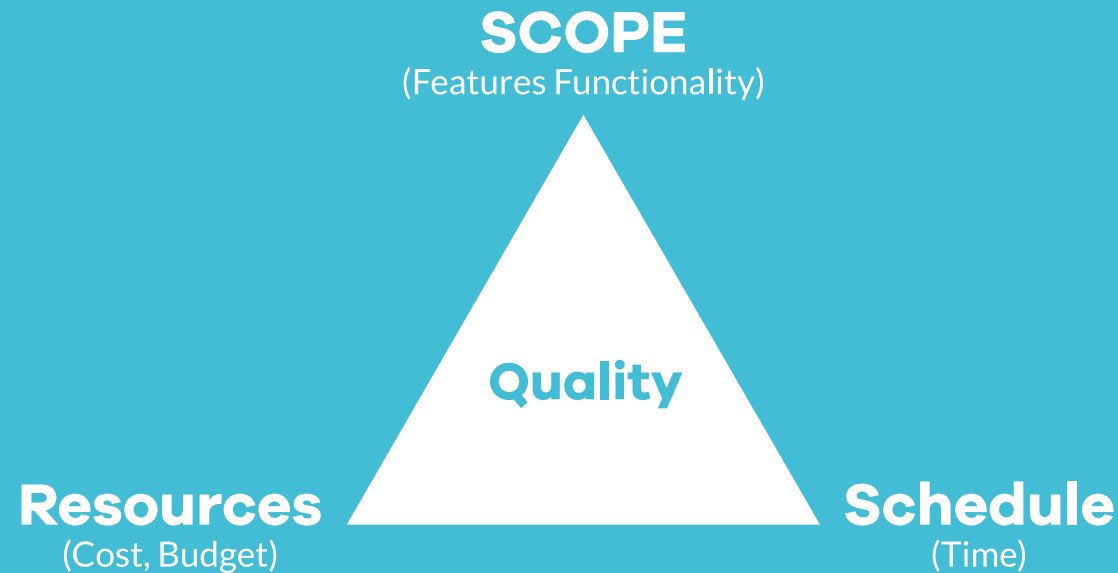 SCOPE
(Features Functionality)
Quality
Resources
(Cost, Budget)
Schedule
(Time)